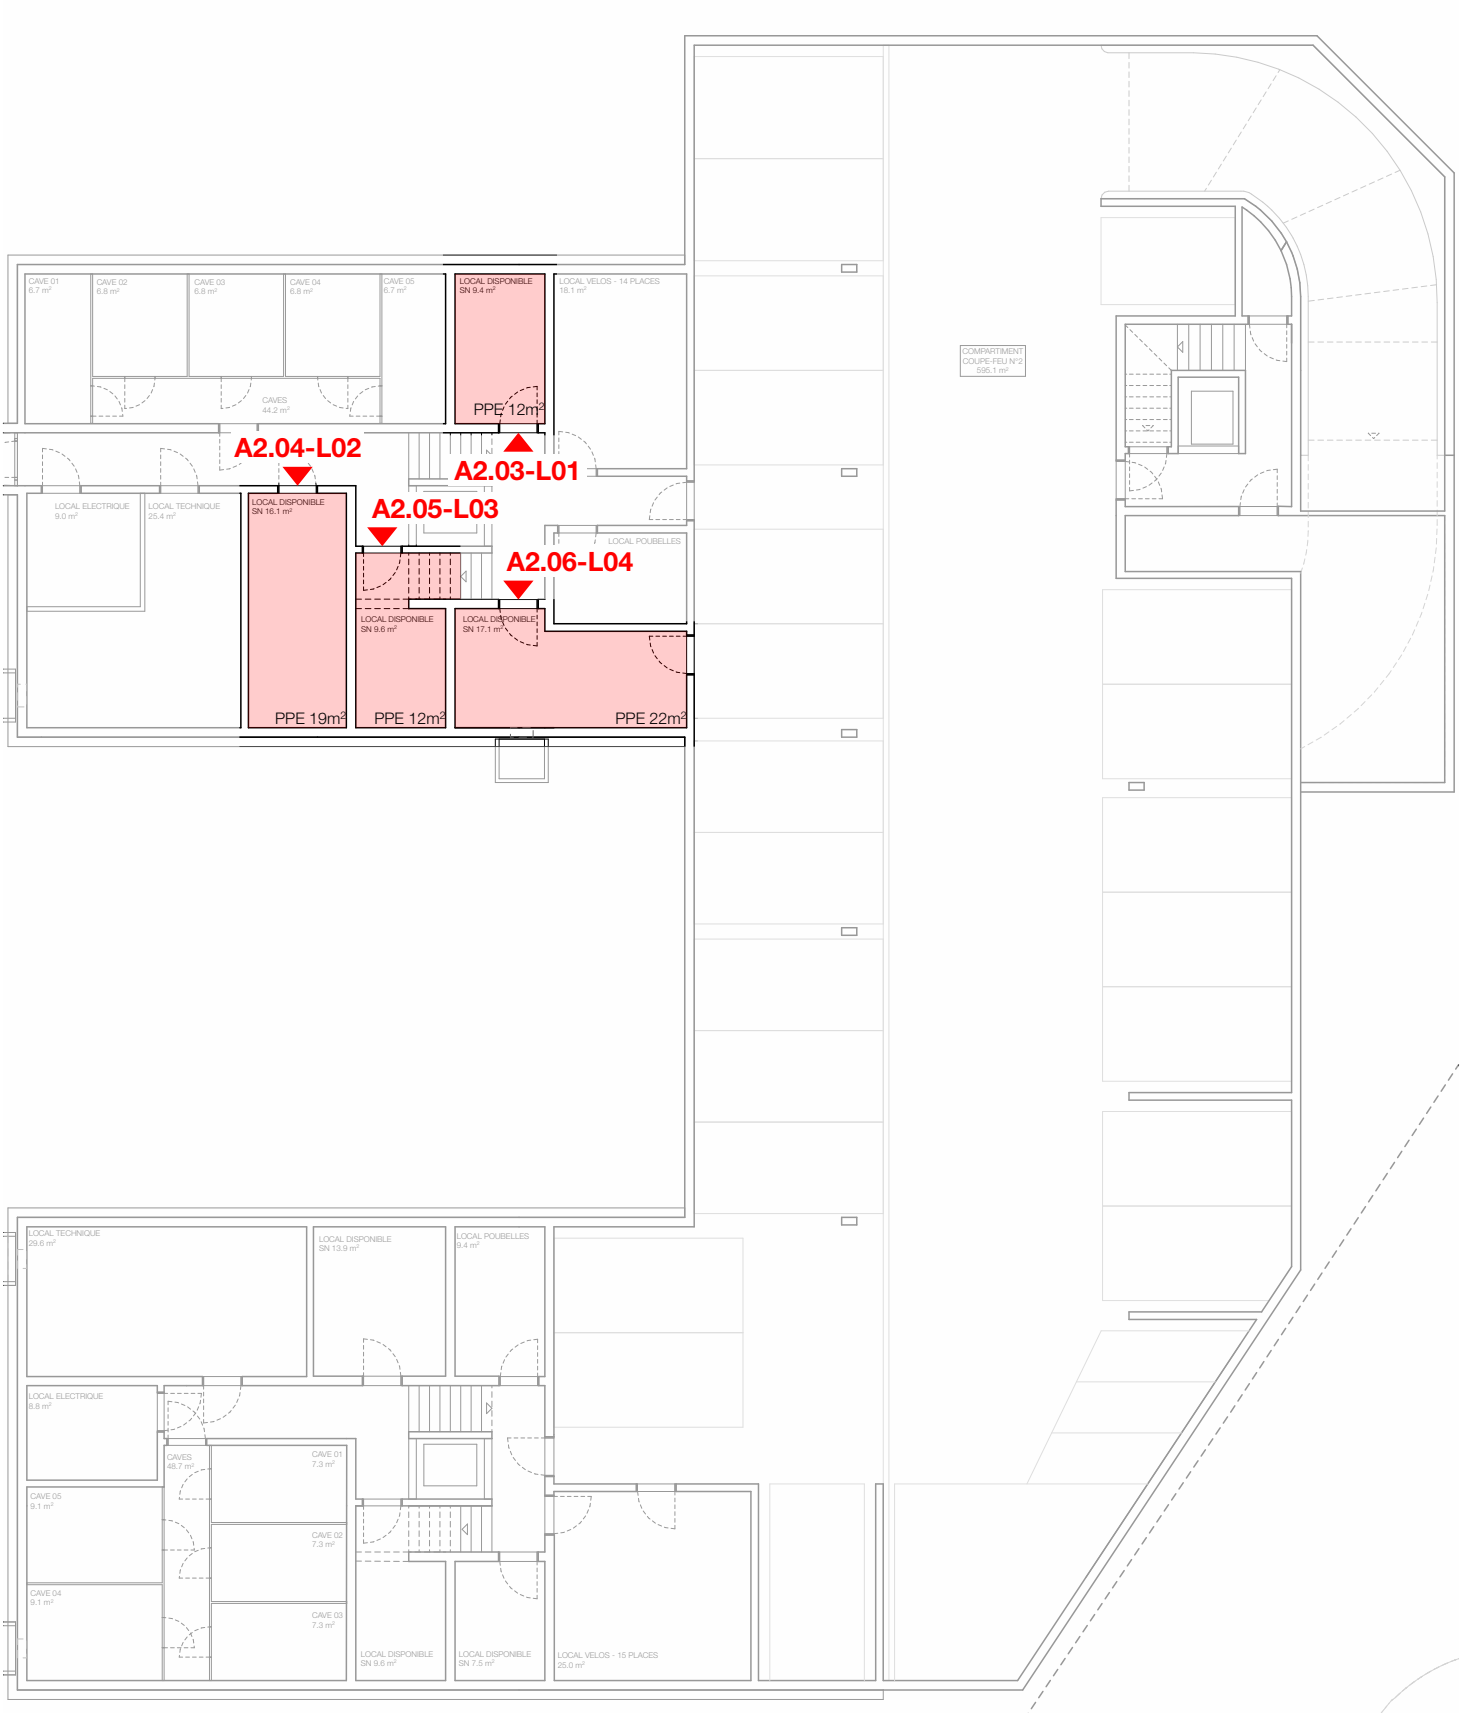 CAVE 01
6.7 m²
CAVE 02
6.8 m²
CAVE 03
6.8 m²
CAVE 04
6.8 m²
CAVE 05
6.7 m²
LOCAL DISPONIBLE
SN 9.4 m²
LOCAL VELOS - 14 PLACES
18.1 m²
COMPARTIMENT
COUPE-FEU N°2
595.1 m²
CAVES
44.2 m²
PPE 12m²
A2.04-L02
A2.03-L01
LOCAL ELECTRIQUE
9.0 m²
LOCAL TECHNIQUE
25.4 m²
LOCAL DISPONIBLE
SN 16.1 m²
A2.05-L03
LOCAL POUBELLES
A2.06-L04
LOCAL DISPONIBLE
SN 9.6 m²
LOCAL DISPONIBLE
SN 17.1 m²
PPE 19m²
PPE 12m²
PPE 22m²
LOCAL TECHNIQUE
29.6 m²
LOCAL DISPONIBLE
SN 13.9 m²
LOCAL POUBELLES
9.4 m²
LOCAL ELECTRIQUE
8.8 m²
CAVES
48.7 m²
CAVE 01
7.3 m²
CAVE 05
9.1 m²
CAVE 02
7.3 m²
CAVE 04
9.1 m²
CAVE 03
7.3 m²
LOCAL DISPONIBLE
SN 9.6 m²
LOCAL DISPONIBLE
SN 7.5 m²
LOCAL VELOS - 15 PLACES
25.0 m²